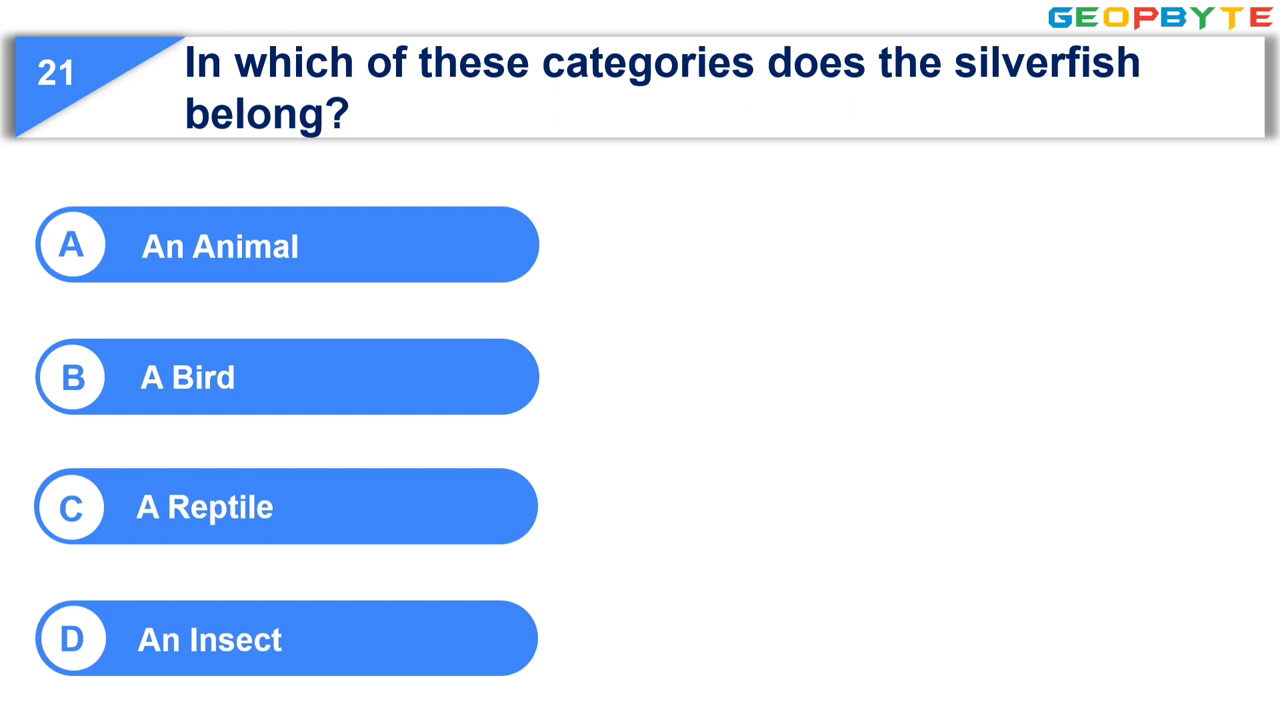 GEOPBYTE
21
In which of these categories does the silverfish
belong?
A
An Animal
B
A Bird
C
A Reptile
D
An Insect